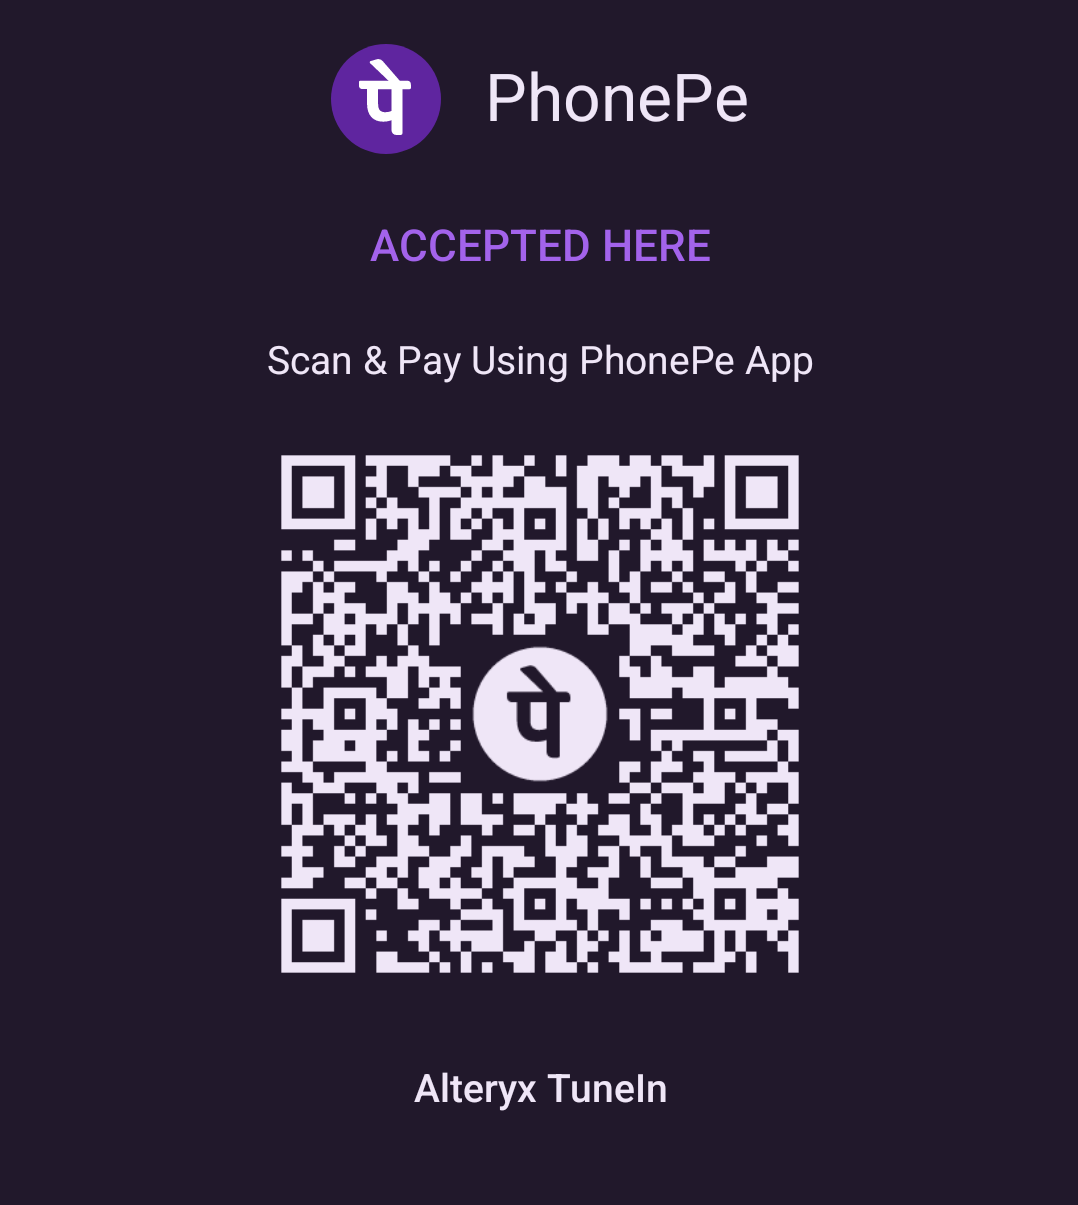 पे PhonePe
ACCEPTED HERE
Scan & Pay Using PhonePe App
पे
Alteryx TuneIn